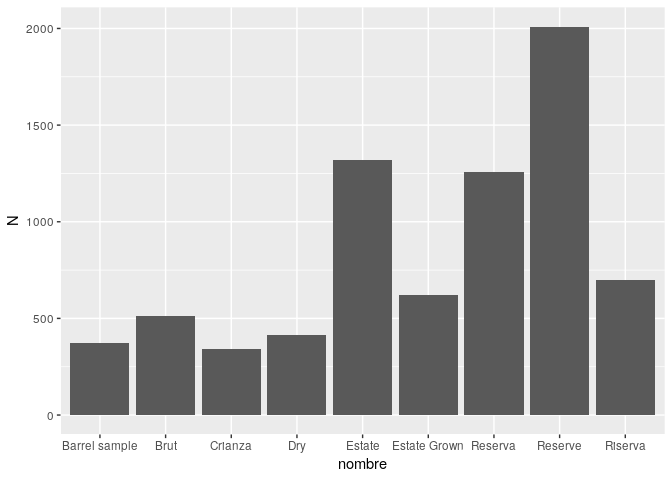 2000
1500
1000
500
0
N
Barrel sample Brut Crianza Dry Estate Estate Grown Reserva Reserve Riserva
nombre